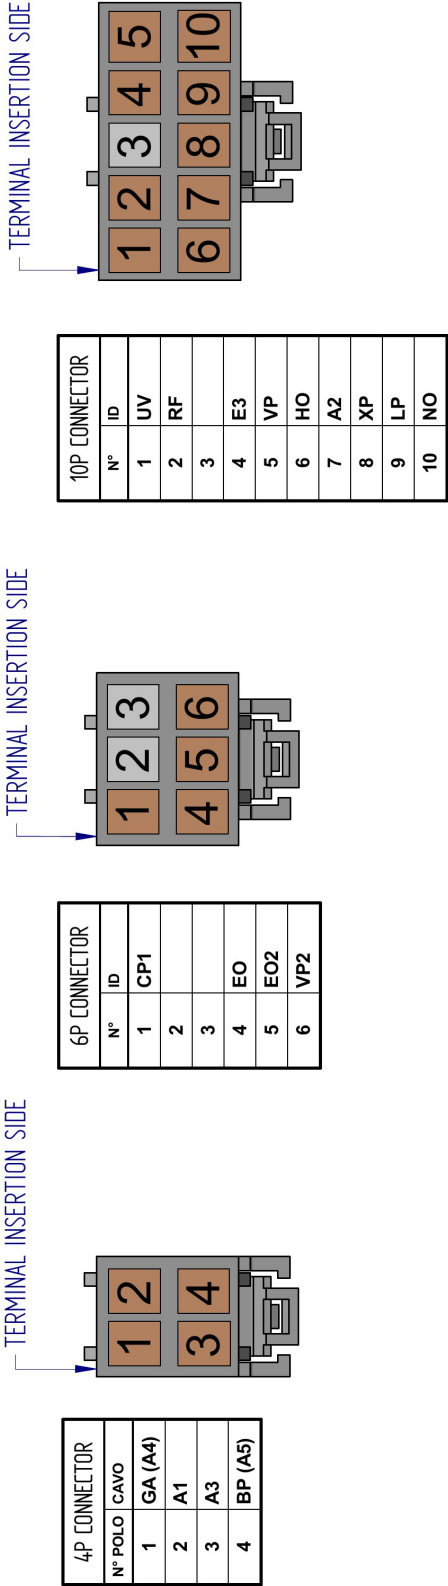 4P CONNECTOR
N° POLO CAVO
1 GA (A4)
2 A1
3 A3
4 BP (A5)
TERMINAL INSERTION SIDE
1 2
3 4
6P CONNECTOR
N° ID
1 CP1
2
3
4 EO
5 EO2
6 VP2
TERMINAL INSERTION SIDE
1 2 3
4 5 6
10P CONNECTOR
N° ID
1 UV
2 RF
3
4 E3
5 VP
6 HO
7 A2
8 XP
9 LP
10 NO
TERMINAL INSERTION SIDE
1 2 3 4 5
6 7 8 9 10